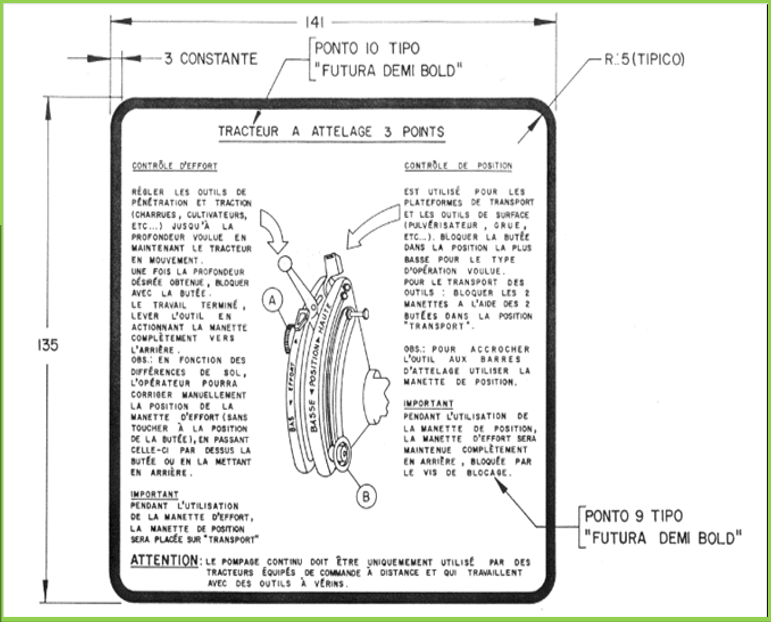 141
3 CONSTANTE
PONTO 10 TIPO
"FUTURA DEMI BOLD"
R.5 (TIPICO)
135
TRACTEUR A ATTELAGE 3 POINTS
CONTRÔLE D'EFFORT
RÉGLER LES OUTILS DE
PÉNÉTRATION ET TRACTION
(CHARRUES, CULTIVATEURS,
ETC...) JUSQU'À LA
PROFONDEUR VOULUE EN
MAINTENANT LE TRACTEUR
EN MOUVEMENT.
UNE FOIS LA PROFONDEUR
DÉSIRÉE OBTENUE, BLOQUER
AVEC LA BUTÉE.
LE TRAVAIL TERMINÉ,
LEVER L'OUTIL EN
ACTIONNANT LA MANETTE
COMPLÈTEMENT VERS
L'ARRIÈRE.
OBS.: EN FONCTION DES
DIFFÉRENCES DE SOL,
L'OPÉRATEUR POURRA
CORRIGER MANUELLEMENT
LA POSITION DE LA
MANETTE D'EFFORT (SANS
TOUCHER À LA POSITION
DE LA BUTÉE), EN PASSANT
CELLE-CI PAR DESSUS LA
BUTÉE OU EN LA METTANT
EN ARRIÈRE.
IMPORTANT
PENDANT L'UTILISATION
DE LA MANETTE D'EFFORT,
LA MANETTE DE POSITION
SERA PLACÉE SUR "TRANSPORT"
A
BAS ◄ EFFORT ►
BASSE ◄ POSITION ► HAUTE
B
CONTRÔLE DE POSITION
EST UTILISÉ POUR LES
PLATEFORMES DE TRANSPORT
ET LES OUTILS DE SURFACE
(PULVÉRISATEUR, GRUE,
ETC...). BLOQUER LA BUTÉE
DANS LA POSITION LA PLUS
BASSE POUR LE TYPE
D'OPÉRATION VOULUE.
POUR LE TRANSPORT DES
OUTILS : BLOQUER LES 2
MANETTES A L'AIDE DES 2
BUTÉES DANS LA POSITION
"TRANSPORT".
OBS.: POUR ACCROCHER
L'OUTIL AUX BARRES
D'ATTELAGE UTILISER LA
MANETTE DE POSITION.
IMPORTANT
PENDANT L'UTILISATION DE
LA MANETTE DE POSITION,
LA MANETTE D'EFFORT SERA
MAINTENUE COMPLÈTEMENT
EN ARRIÈRE, BLOQUÉE PAR
LE VIS DE BLOCAGE.
PONTO 9 TIPO
"FUTURA DEMI BOLD"
ATTENTION: LE POMPAGE CONTINU DOIT ÊTRE UNIQUEMENT UTILISÉ PAR DES
TRACTEURS ÉQUIPÉS DE COMMANDE À DISTANCE ET QUI TRAVAILLENT
AVEC DES OUTILS À VÉRINS.